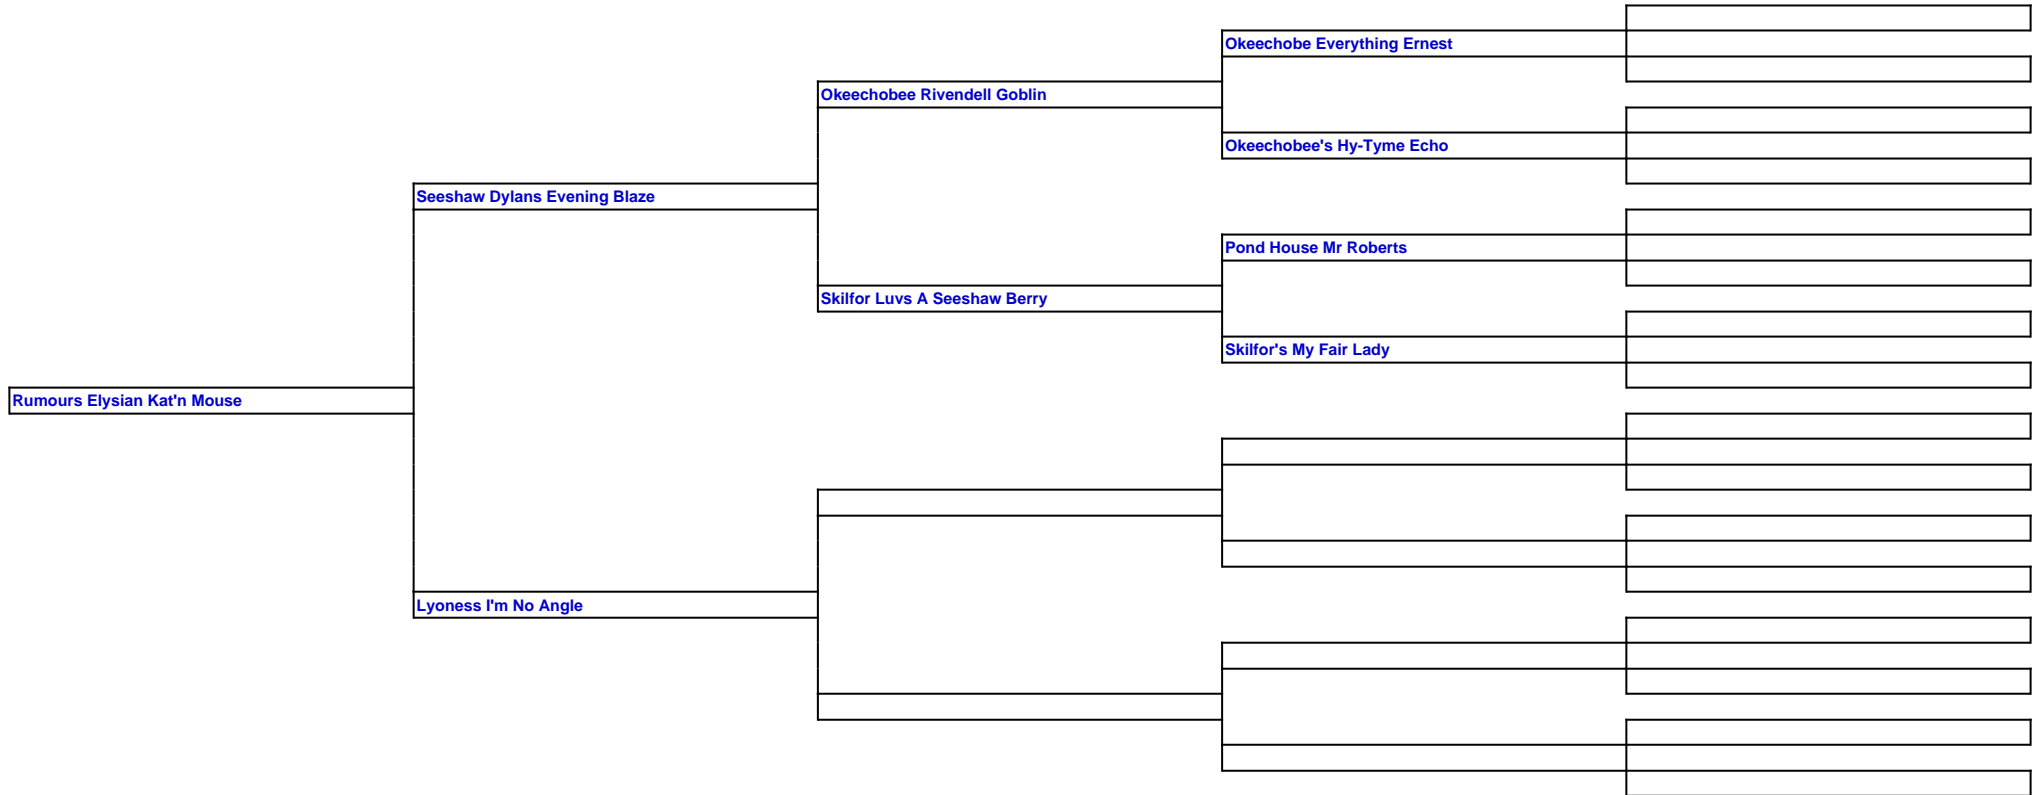 Okeechobe Everything Ernest
Okeechobee Rivendell Goblin
Okeechobee's Hy-Tyme Echo
Seeshaw Dylans Evening Blaze
Pond House Mr Roberts
Skilfor Luvs A Seeshaw Berry
Skilfor's My Fair Lady
Rumours Elysian Kat'n Mouse
Lyoness I'm No Angle